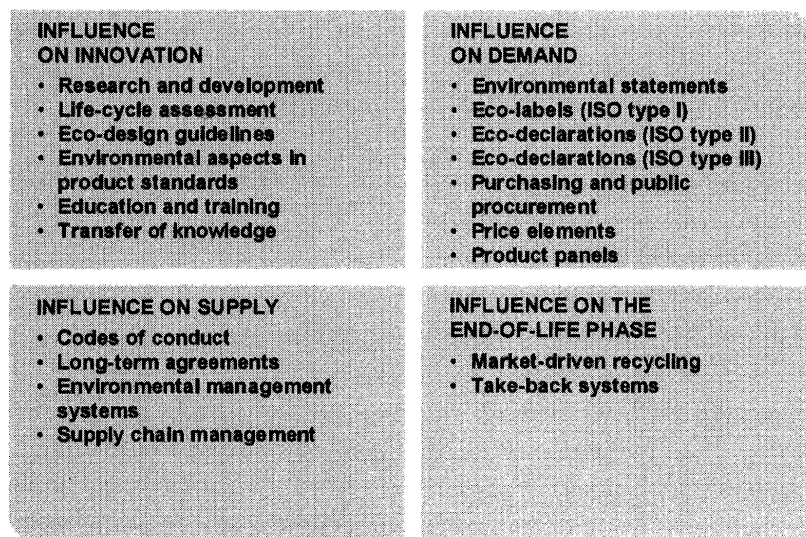 INFLUENCE
ON INNOVATION
• Research and development
• Life-cycle assessment
• Eco-design guidelines
• Environmental aspects in
product standards
• Education and training
• Transfer of knowledge
INFLUENCE
ON DEMAND
• Environmental statements
• Eco-labels (ISO type I)
• Eco-declarations (ISO type II)
• Eco-declarations (ISO type III)
• Purchasing and public
procurement
• Price elements
• Product panels
INFLUENCE ON SUPPLY
• Codes of conduct
• Long-term agreements
• Environmental management
systems
• Supply chain management
INFLUENCE ON THE
END-OF-LIFE PHASE
• Market-driven recycling
• Take-back systems